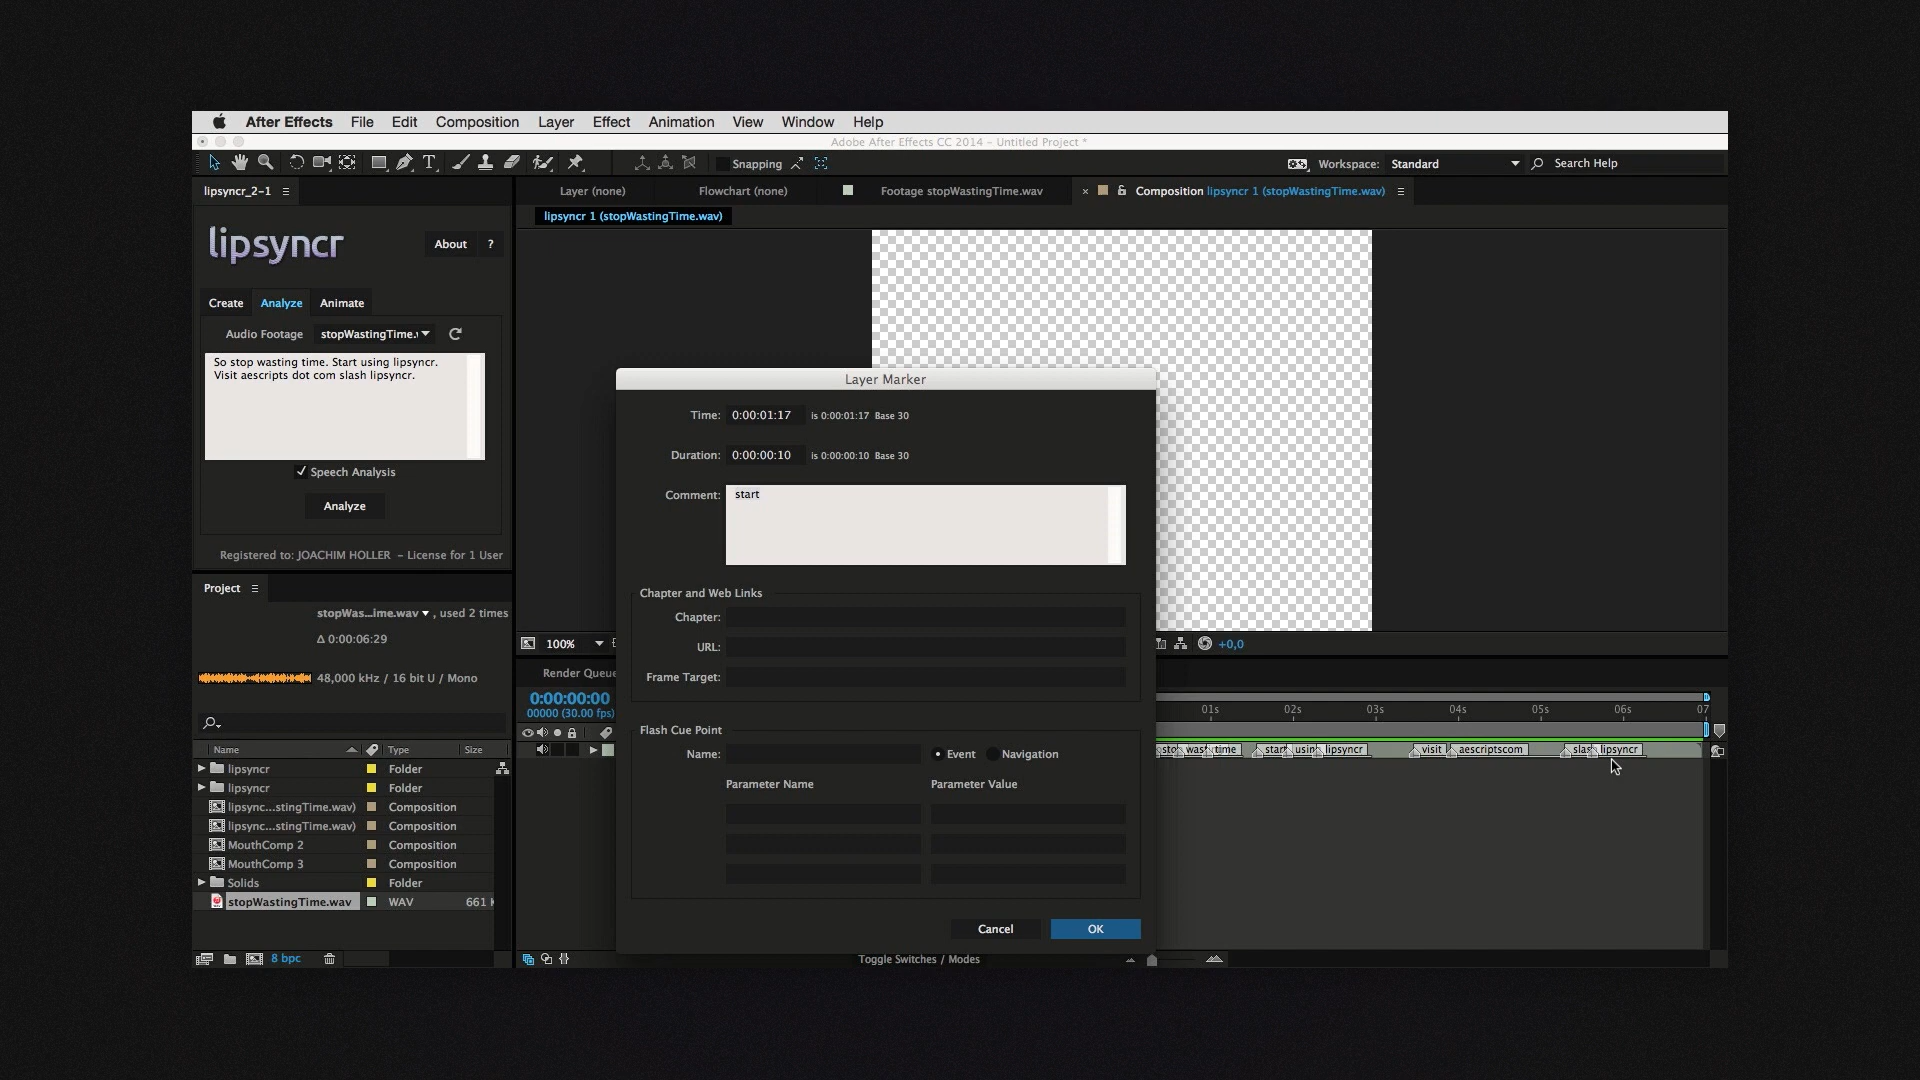 After Effects File Edit Composition Layer Effect Animation View Window Help
Adobe After Effects CC 2014 - Untitled Project *
Snapping
Workspace: Standard
Search Help
lipsyncr_2-1
Layer (none)
Flowchart (none)
Footage stopWastingTime.wav
Composition lipsyncr 1 (stopWastingTime.wav)
lipsyncr 1 (stopWastingTime.wav)
lipsyncr
About ?
Create Analyze Animate
Audio Footage stopWastingTime.
So stop wasting time. Start using lipsyncr.
Visit aescripts dot com slash lipsyncr.
Speech Analysis
Analyze
Registered to: JOACHIM HOLLER - License for 1 User
Project
stopWas...ime.wav , used 2 times
Δ 0:00:06:29
48,000 kHz / 16 bit U / Mono
Name Type Size
lipsyncr Folder
lipsyncr Folder
lipsync...stingTime.wav) Composition
lipsync...stingTime.wav) Composition
MouthComp 2 Composition
MouthComp 3 Composition
Solids Folder
stopWastingTime.wav WAV 661
8 bpc
Layer Marker
Time: 0:00:01:17 is 0:00:01:17 Base 30
Duration: 0:00:00:10 is 0:00:00:10 Base 30
Comment: start
Chapter and Web Links
Chapter:
URL:
Frame Target:
Flash Cue Point
Name: Event Navigation
Parameter Name Parameter Value
Cancel OK
100%
+0,0
Render Queue
0:00:00:00
00000 (30.00 fps)
01s 02s 03s 04s 05s 06s 07
sto wast time start usin lipsyncr visit aescriptscom slas lipsyncr
Toggle Switches / Modes